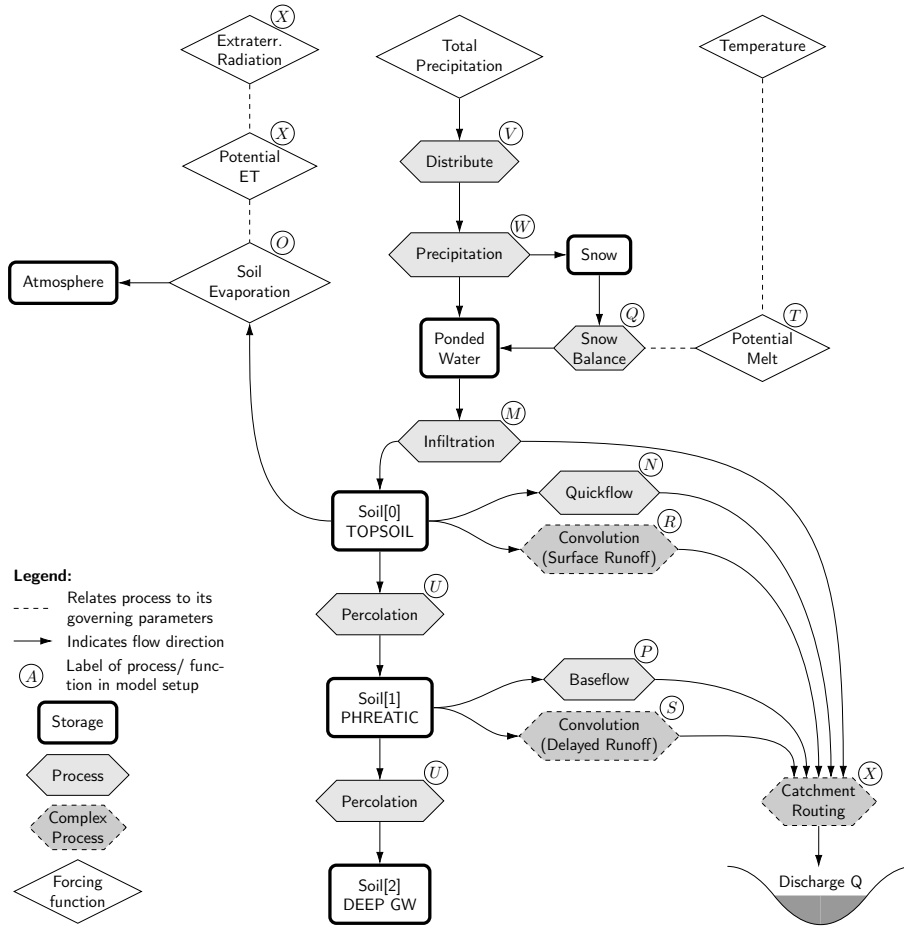 X
Extraterr.
Radiation
Total
Precipitation
Temperature
X
Potential
ET
V
Distribute
O
Soil
Evaporation
Atmosphere
W
Precipitation
Snow
Ponded
Water
Q
Snow
Balance
T
Potential
Melt
M
Infiltration
Soil[0]
TOPSOIL
N
Quickflow
R
Convolution
(Surface Runoff)
U
Percolation
Soil[1]
PHREATIC
P
Baseflow
S
Convolution
(Delayed Runoff)
U
Percolation
X
Catchment
Routing
Soil[2]
DEEP GW
Discharge Q
Legend:
Relates process to its
governing parameters
Indicates flow direction
A
Label of process/ func-
tion in model setup
Storage
Process
Complex
Process
Forcing
function